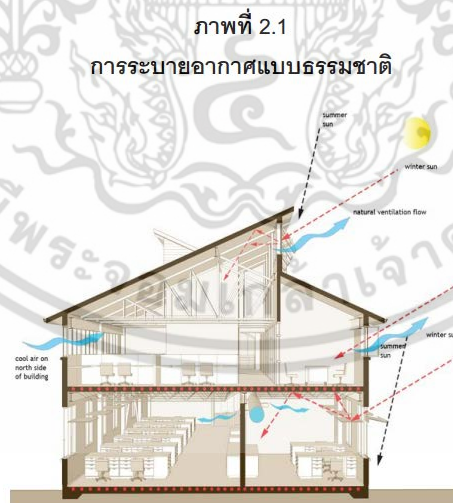 ภาพที่ 2.1
การระบายอากาศแบบธรรมชาติ
summer
sun
winter sun
natural ventilation flow
cool air on
north side
of building
summer
sun